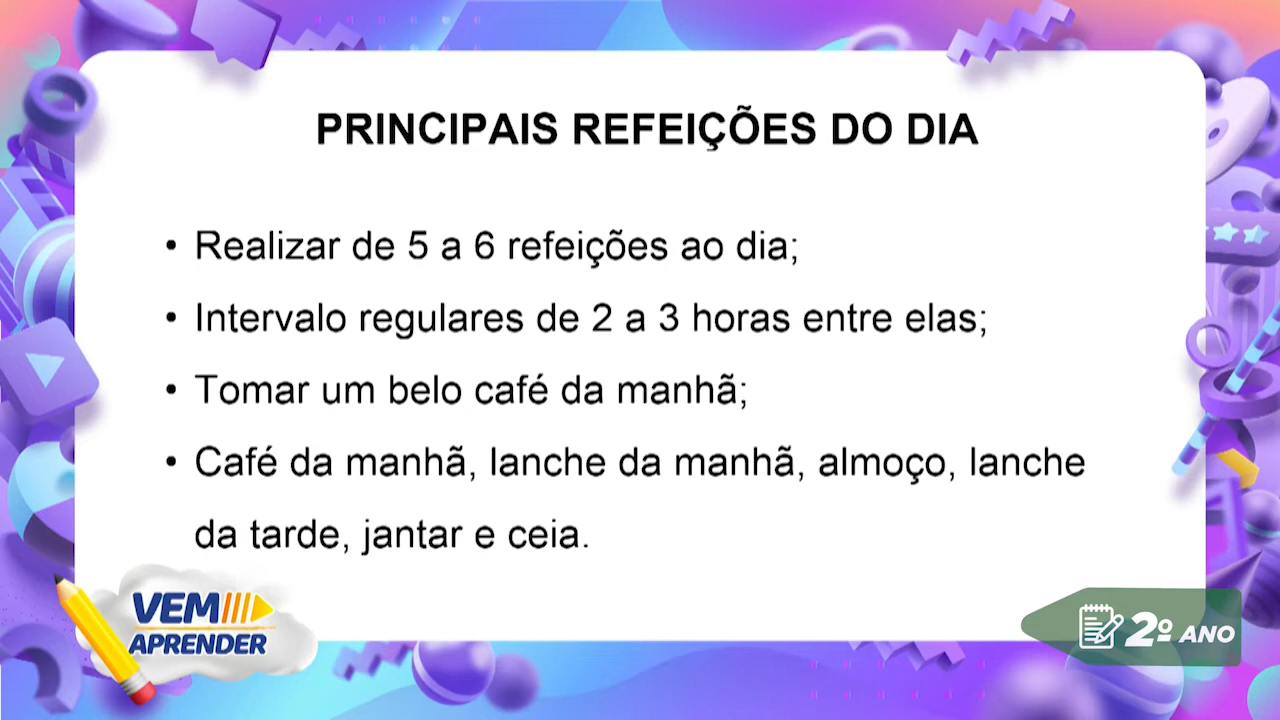 PRINCIPAIS REFEIÇÕES DO DIA
• Realizar de 5 a 6 refeições ao dia;
• Intervalo regulares de 2 a 3 horas entre elas;
• Tomar um belo café da manhã;
• Café da manhã, lanche da manhã, almoço, lanche
da tarde, jantar e ceia.
VEM
APRENDER
2º ANO